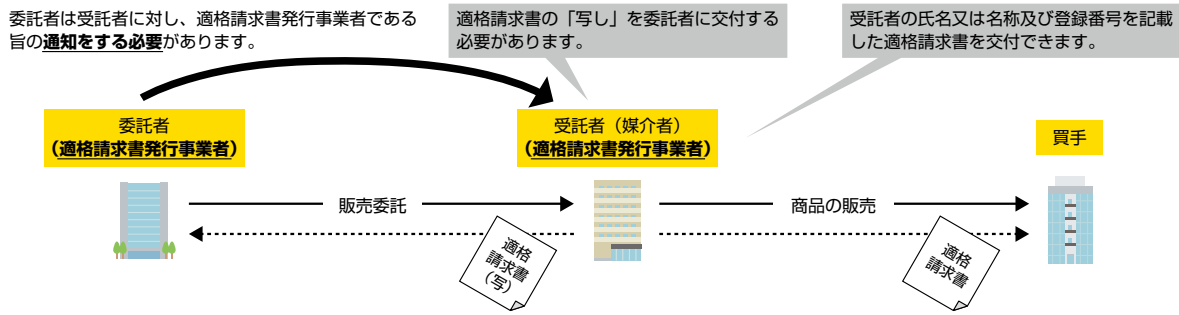 委託者は受託者に対し、適格請求書発行事業者である
旨の通知をする必要があります。
適格請求書の「写し」を委託者に交付する
必要があります。
受託者の氏名又は名称及び登録番号を記載
した適格請求書を交付できます。
委託者
（適格請求書発行事業者）
受託者（媒介者）
（適格請求書発行事業者）
買手
販売委託
商品の販売
適格
請求書
（写）
適格
請求書